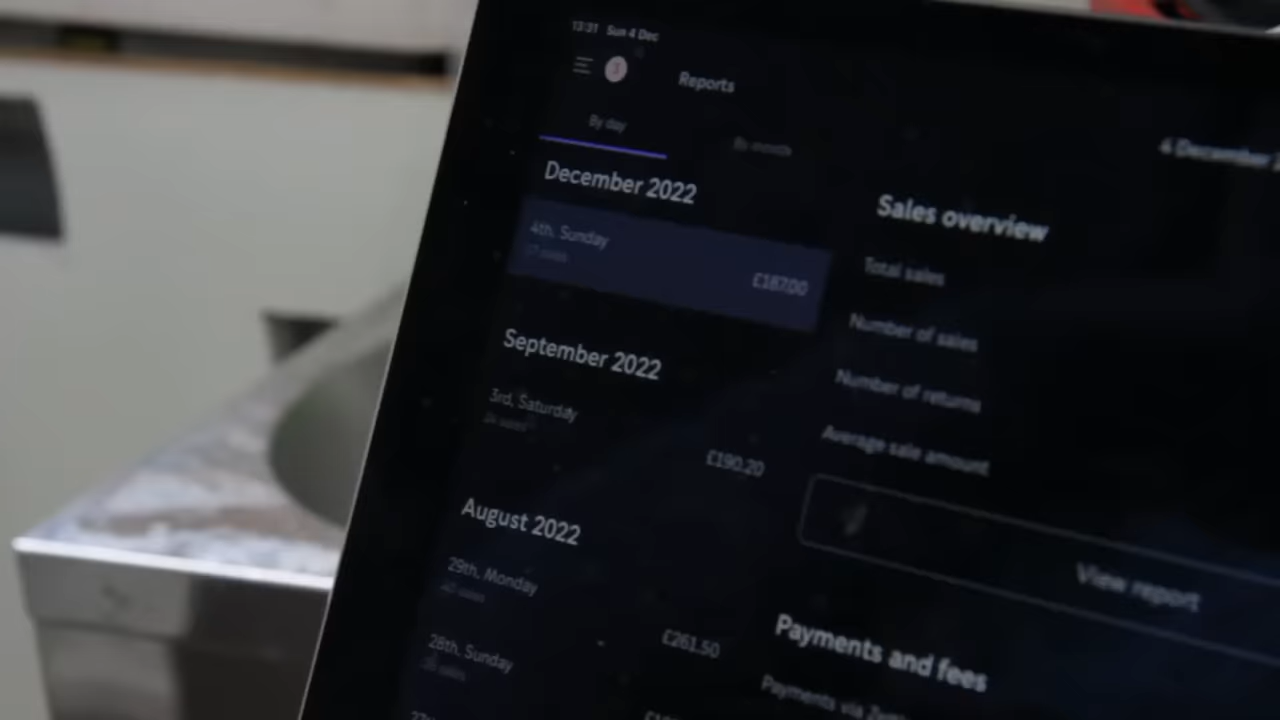 13:31 Sun 4 Dec
Reports
By day
By month
4 December
December 2022
4th, Sunday
£187.00
September 2022
3rd, Saturday
£190.20
August 2022
29th, Monday
£261.50
28th, Sunday
Sales overview
Total sales
Number of sales
Number of returns
Average sale amount
View report
Payments and fees
Payments via